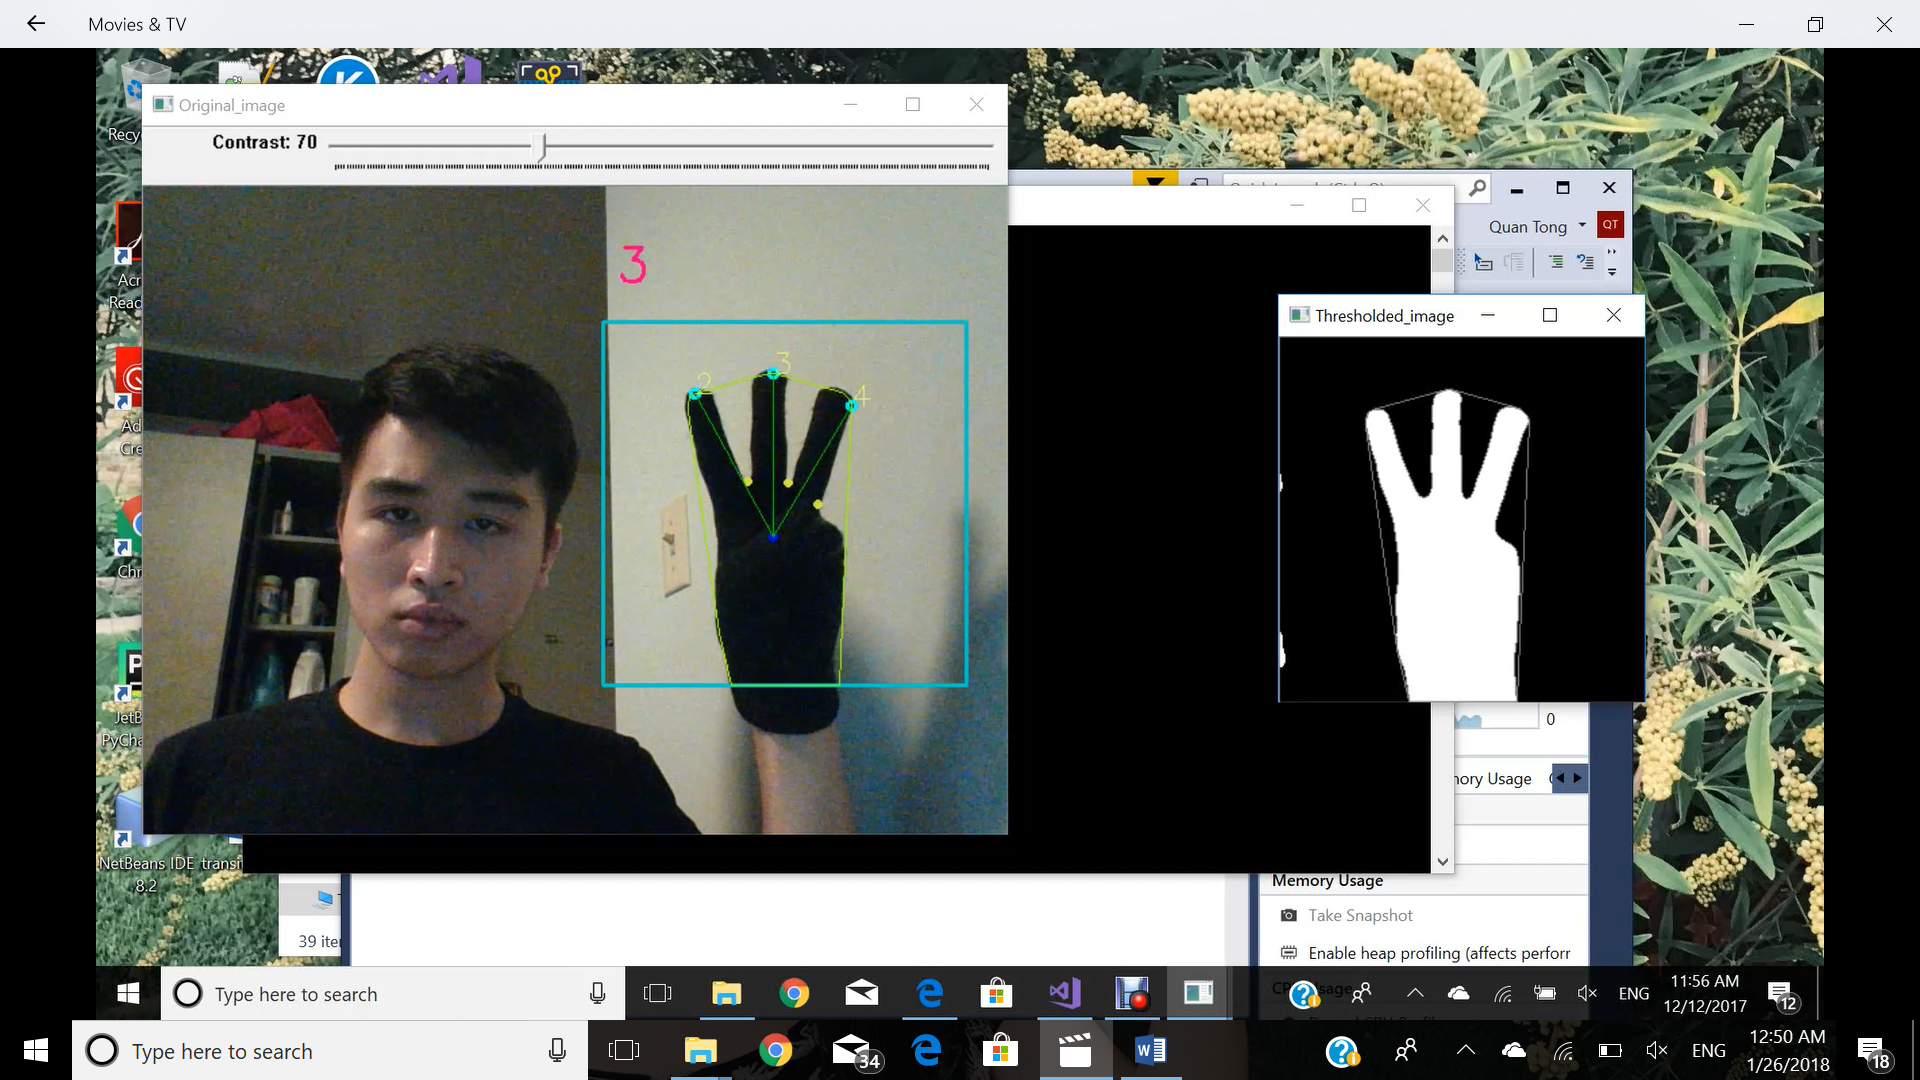 Movies & TV
Recy
Original_image
Contrast: 70
3
2
3
4
Acr
Read
Ad
Cre
Chr
JetB
PyCha
NetBeans IDE
8.2
transi
Quan Tong
QT
Thresholded_image
0
nory Usage
Memory Usage
Take Snapshot
Enable heap profiling (affects perforr
39 iter
Type here to search
ENG
11:56 AM
12/12/2017
12
Type here to search
34
ENG
12:50 AM
1/26/2018
18